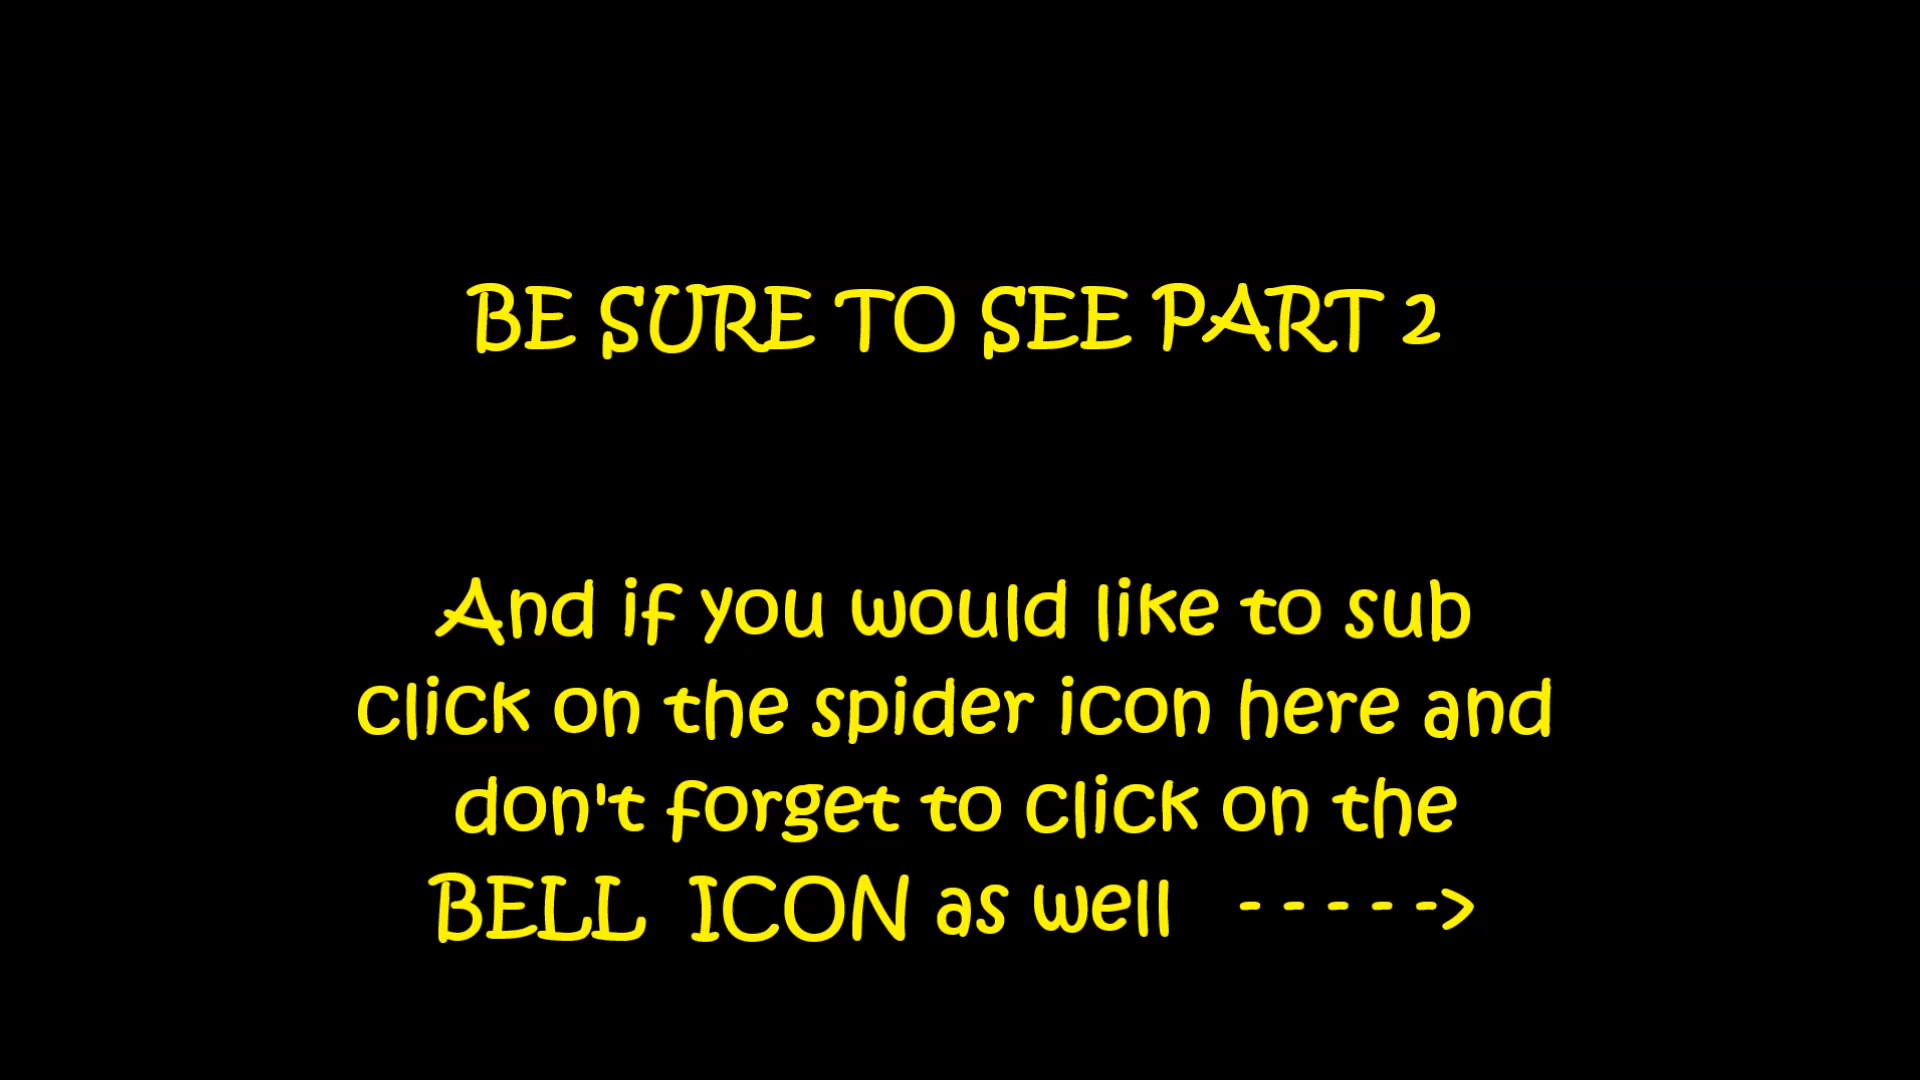 BE SURE TO SEE PART 2
And if you would like to sub
click on the spider icon here and
don't forget to click on the
BELL  ICON as well   - - - - ->